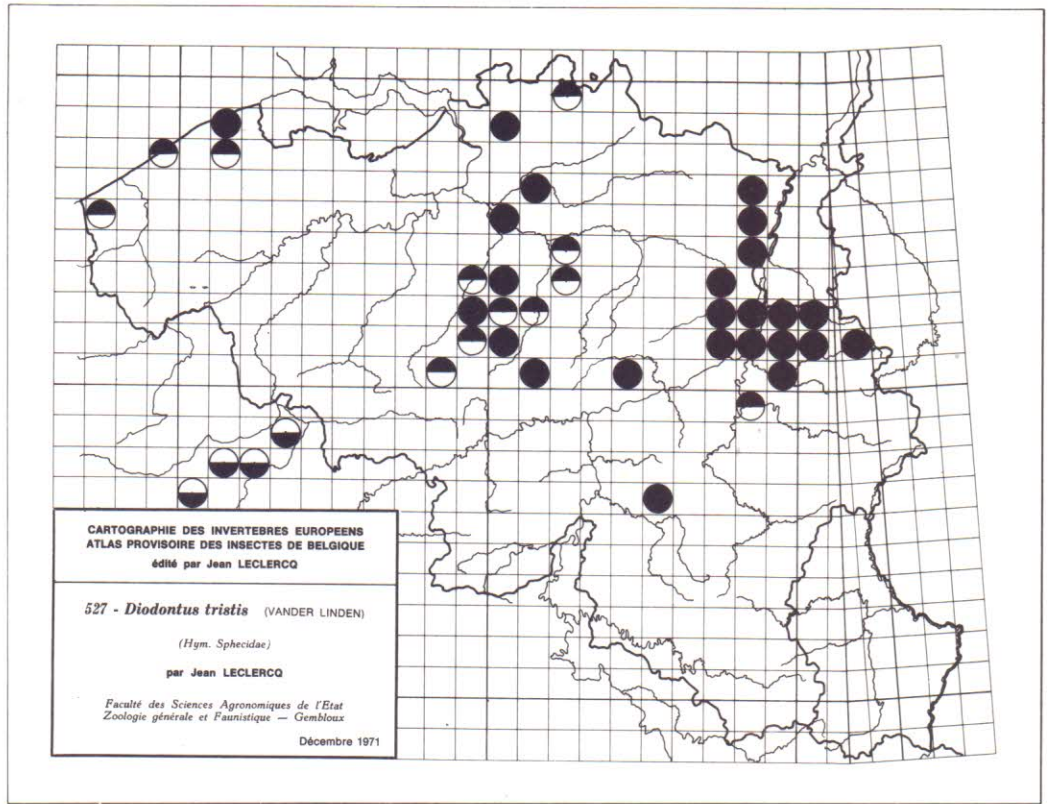 CARTOGRAPHIE DES INVERTEBRES EUROPEENS
ATLAS PROVISOIRE DES INSECTES DE BELGIQUE
édité par Jean LECLERCQ
527 - Diodontus tristis (VANDER LINDEN)
(Hym. Sphecidae)
par Jean LECLERCQ
Faculté des Sciences Agronomiques de l'Etat
Zoologie générale et Faunistique — Gembloux
Décembre 1971